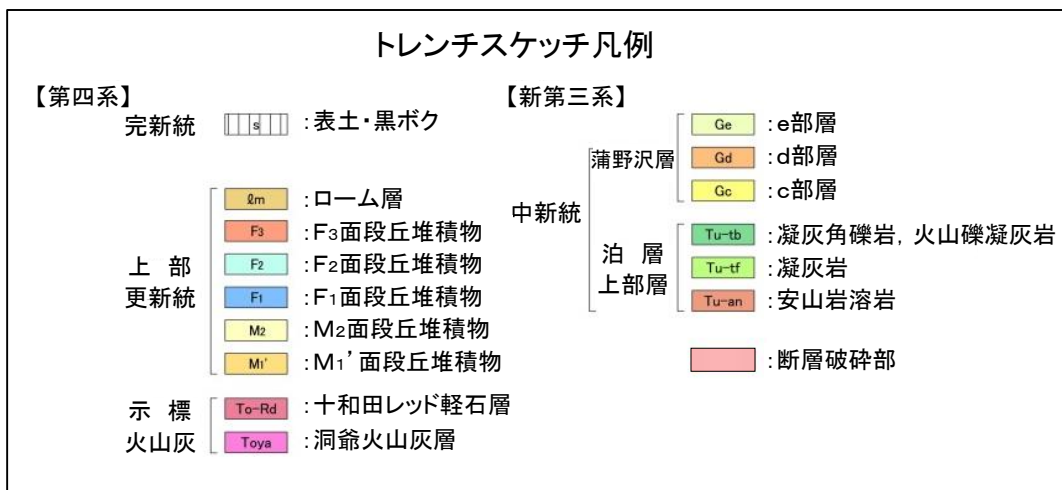 トレンチスケッチ凡例
【第四系】
完新統 s :表土・黒ボク
上部更新統
ℓm :ローム層
F3 :F3面段丘堆積物
F2 :F2面段丘堆積物
F1 :F1面段丘堆積物
M2 :M2面段丘堆積物
M1' :M1'面段丘堆積物
示標火山灰
To-Rd :十和田レッド軽石層
Toya :洞爺火山灰層
【新第三系】
中新統
蒲野沢層
Ge :e部層
Gd :d部層
Gc :c部層
泊層
上部層
Tu-tb :凝灰角礫岩,火山礫凝灰岩
Tu-tf :凝灰岩
Tu-an :安山岩溶岩
:断層破砕部